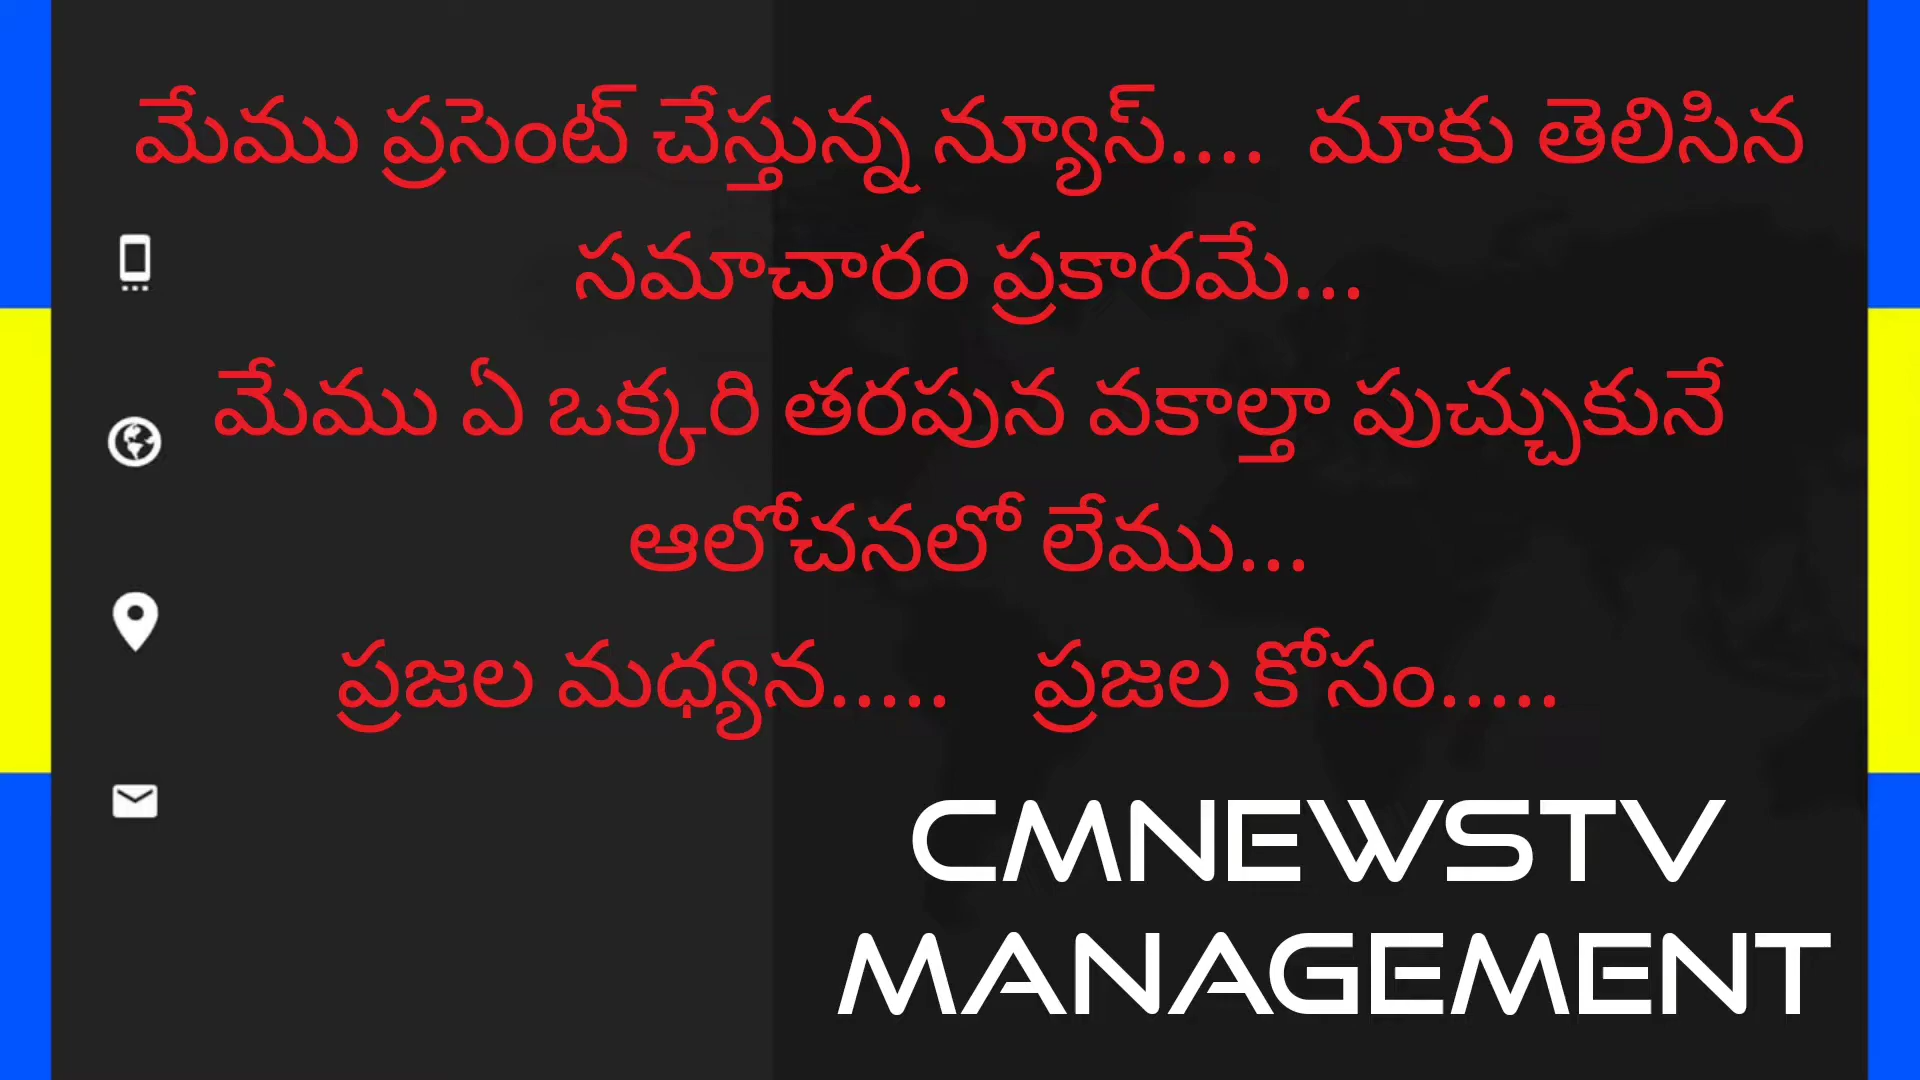 మేము ప్రసెంట్ చేస్తున్న న్యూస్.... మాకు తెలిసిన
సమాచారం ప్రకారమే...
మేము ఏ ఒక్కరి తరపున వకాల్తా పుచ్చుకునే
ఆలోచనలో లేము...
ప్రజల మధ్యన..... ప్రజల కోసం.....
CMNEWSTV
MANAGEMENT